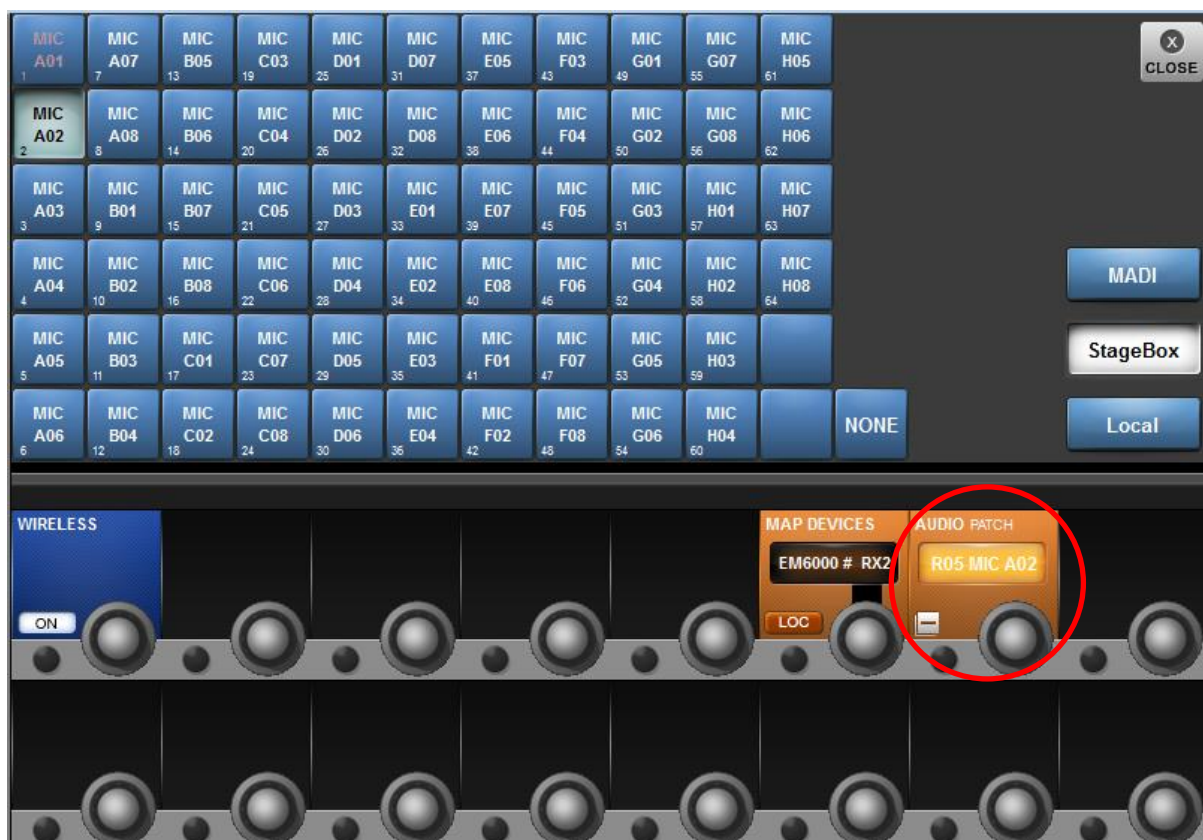 MIC MIC MIC MIC MIC MIC MIC MIC MIC MIC MIC X
A01 A07 B05 C03 D01 D07 E05 F03 G01 G07 H05 CLOSE
1 7 13 19 25 31 37 43 49 55 61
MIC MIC MIC MIC MIC MIC MIC MIC MIC MIC MIC
A02 A08 B06 C04 D02 D08 E06 F04 G02 G08 H06
2 8 14 20 26 32 38 44 50 56 62
MIC MIC MIC MIC MIC MIC MIC MIC MIC MIC MIC
A03 B01 B07 C05 D03 E01 E07 F05 G03 H01 H07
3 9 15 21 27 33 39 45 51 57 63
MIC MIC MIC MIC MIC MIC MIC MIC MIC MIC MIC MADI
A04 B02 B08 C06 D04 E02 E08 F06 G04 H02 H08
4 10 16 22 28 34 40 46 52 58 64
MIC MIC MIC MIC MIC MIC MIC MIC MIC MIC StageBox
A05 B03 C01 C07 D05 E03 F01 F07 G05 H03
5 11 17 23 29 35 41 47 53 59
MIC MIC MIC MIC MIC MIC MIC MIC MIC MIC NONE Local
A06 B04 C02 C08 D06 E04 F02 F08 G06 H04
6 12 18 24 30 36 42 48 54 60
WIRELESS MAP DEVICES AUDIO PATCH
EM6000 # RX2 R05 MIC A02
ON LOC